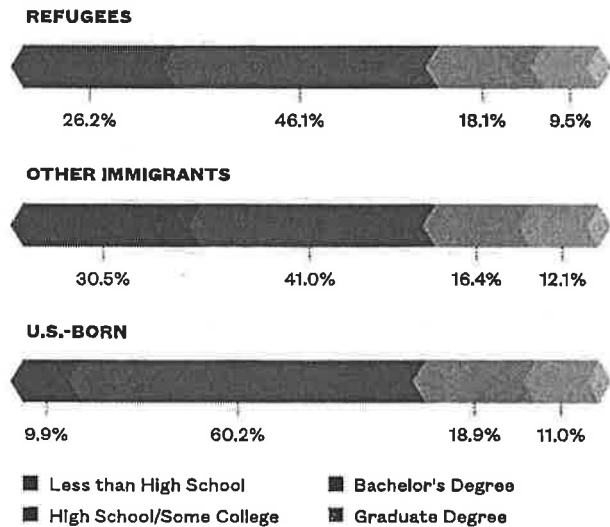 REFUGEES
26.2% 46.1% 18.1% 9.5%
OTHER IMMIGRANTS
30.5% 41.0% 16.4% 12.1%
U.S.-BORN
9.9% 60.2% 18.9% 11.0%
Less than High School Bachelor's Degree
High School/Some College Graduate Degree